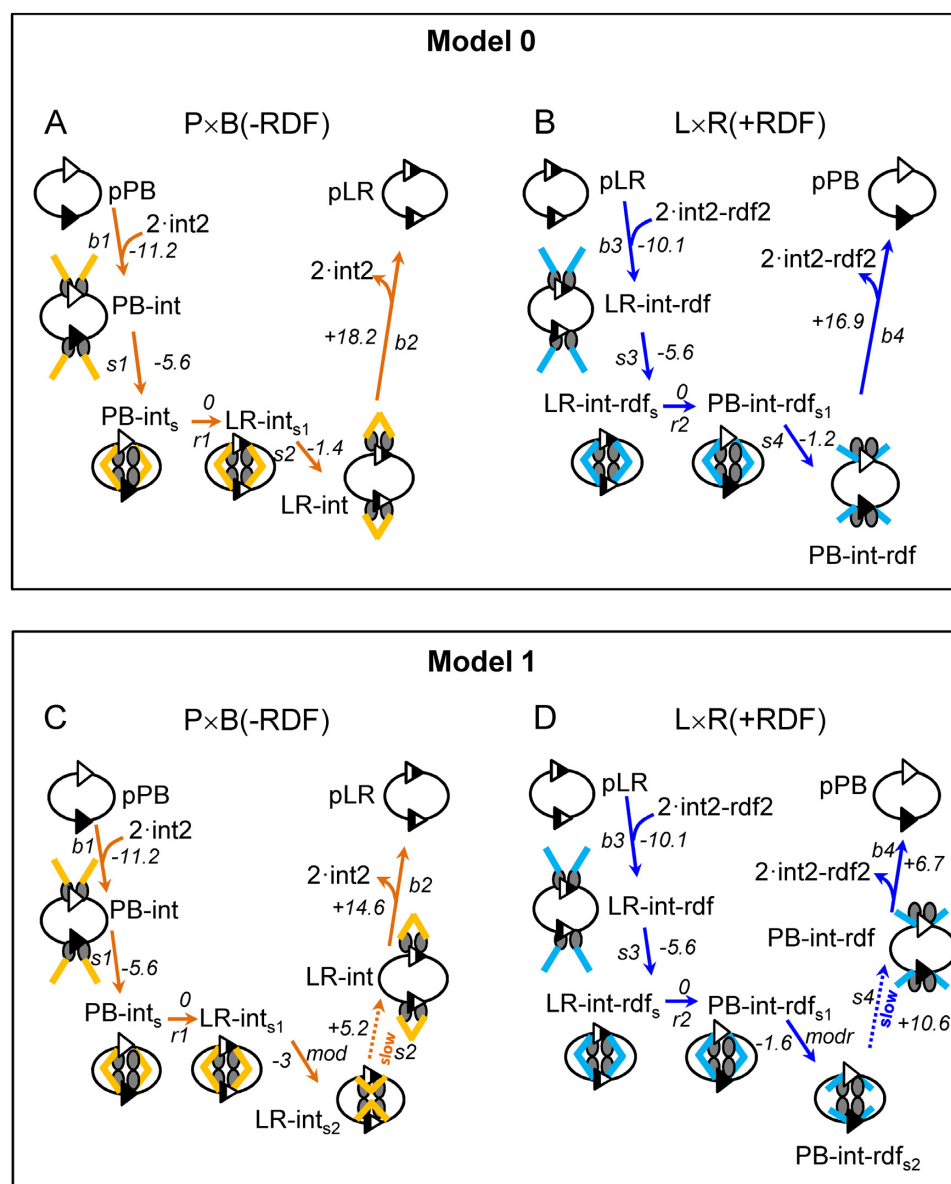 Model 0
A
P×B(-RDF)
pPB
2·int2
b1
-11.2
PB-int
s1
-5.6
PB-ints
0
r1
LR-ints1
s2
-1.4
LR-int
+18.2
b2
2·int2
pLR
B
L×R(+RDF)
pLR
2·int2-rdf2
b3
-10.1
LR-int-rdf
s3
-5.6
LR-int-rdfs
0
r2
PB-int-rdfs1
s4
-1.2
PB-int-rdf
+16.9
b4
2·int2-rdf2
pPB
Model 1
C
P×B(-RDF)
pPB
2·int2
b1
-11.2
PB-int
s1
-5.6
PB-ints
0
r1
LR-ints1
-3
mod
LR-ints2
+5.2
slow
s2
LR-int
+14.6
b2
2·int2
pLR
D
L×R(+RDF)
pLR
2·int2-rdf2
b3
-10.1
LR-int-rdf
s3
-5.6
LR-int-rdfs
0
r2
PB-int-rdfs1
-1.6
modr
PB-int-rdfs2
s4
slow
+10.6
PB-int-rdf
2·int2-rdf2
b4
+6.7
pPB